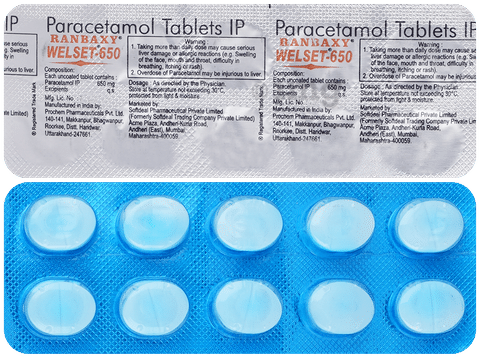 IP
use serious
e.g. Swelling
iculty in
ous to liver.
ate Limited)
Paracetamol Tablets IP
RANBAXY
WELSET-650
Warning :
1. Taking more than daily dose may cause serious
liver damage or allergic reactions (e.g. Swelling
of the face, mouth and throat, difficulty in
breathing, itching or rash).
2. Overdose of Paracetamol may be injurious to liver.
Composition:
Each uncoated tablet contains :
Paracetamol IP 650 mg
Excipients q.s.
Mfg. Lic. No.
Manufactured in India by:
Prochem Pharmaceuticals Pvt. Ltd.
140-141, Makkanpur, Bhagwanpur,
Roorkee, Distt. Haridwar,
Uttarakhand-247661.
Dosage : As directed by the Physician.
Store at temperature not exceeding 30°C,
protected from light & moisture.
Marketed by :
Softdeal Pharmaceutical Private Limited
(Formerly Softdeal Trading Company Private Limited)
Acme Plaza, Andheri-Kurla Road,
Andheri (East), Mumbai,
Maharashtra-400059.
® Registered Trade Mark
Paracetamol Tablets IP
RANBAXY
WELSET-650
Warning :
1. Taking more than daily dose may cause se
liver damage or allergic reactions (e.g. Sw
of the face, mouth and throat, difficulty in
breathing, itching or rash).
2. Overdose of Paracetamol may be injurious
Composition:
Each uncoated tablet contains :
Paracetamol IP 650 mg
Excipients q.s.
Mfg. Lic. No.
Manufactured in India by:
Prochem Pharmaceuticals Pvt. Ltd.
140-141, Makkanpur, Bhagwanpur,
Roorkee, Distt. Haridwar,
Uttarakhand-247661.
Dosage : As directed by the Physician.
Store at temperature not exceeding 30°C,
protected from light & moisture.
Marketed by :
Softdeal Pharmaceutical Private Limited
(Formerly Softdeal Trading Company Private Lim
Acme Plaza, Andheri-Kurla Road,
Andheri (East), Mumbai,
Maharashtra-400059.
® Registered Trade Mark